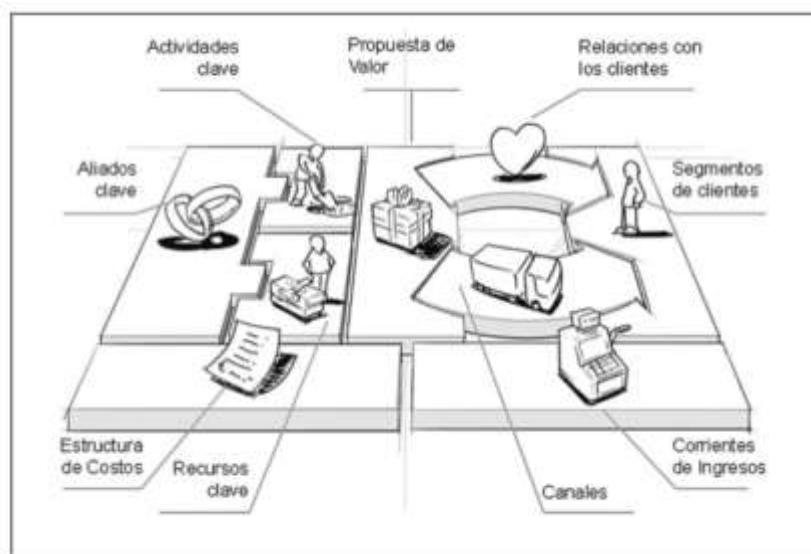 Actividades
clave
Propuesta de
Valor
Relaciones con
los clientes
Aliados
clave
Segmentos
de clientes
Estructura
de Costos
Recursos
clave
Canales
Corrientes
de Ingresos